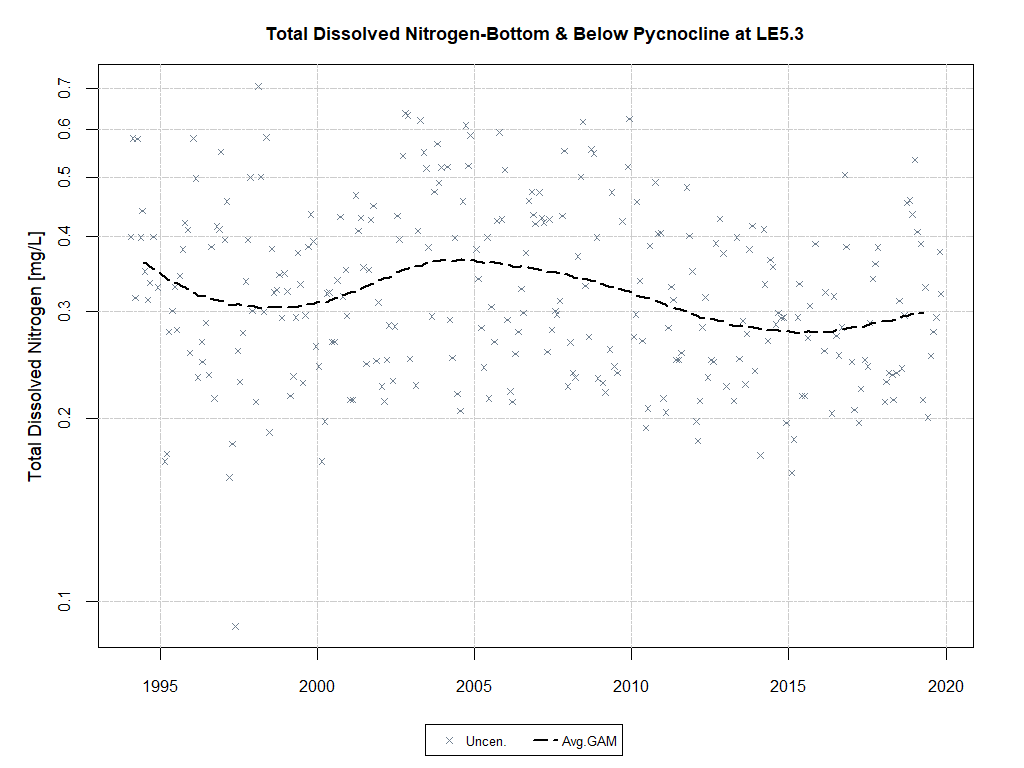 Total Dissolved Nitrogen-Bottom & Below Pycnocline at LE5.3
Total Dissolved Nitrogen [mg/L]
0.7
0.6
0.5
0.4
0.3
0.2
0.1
1995 2000 2005 2010 2015 2020
Uncen. Avg.GAM